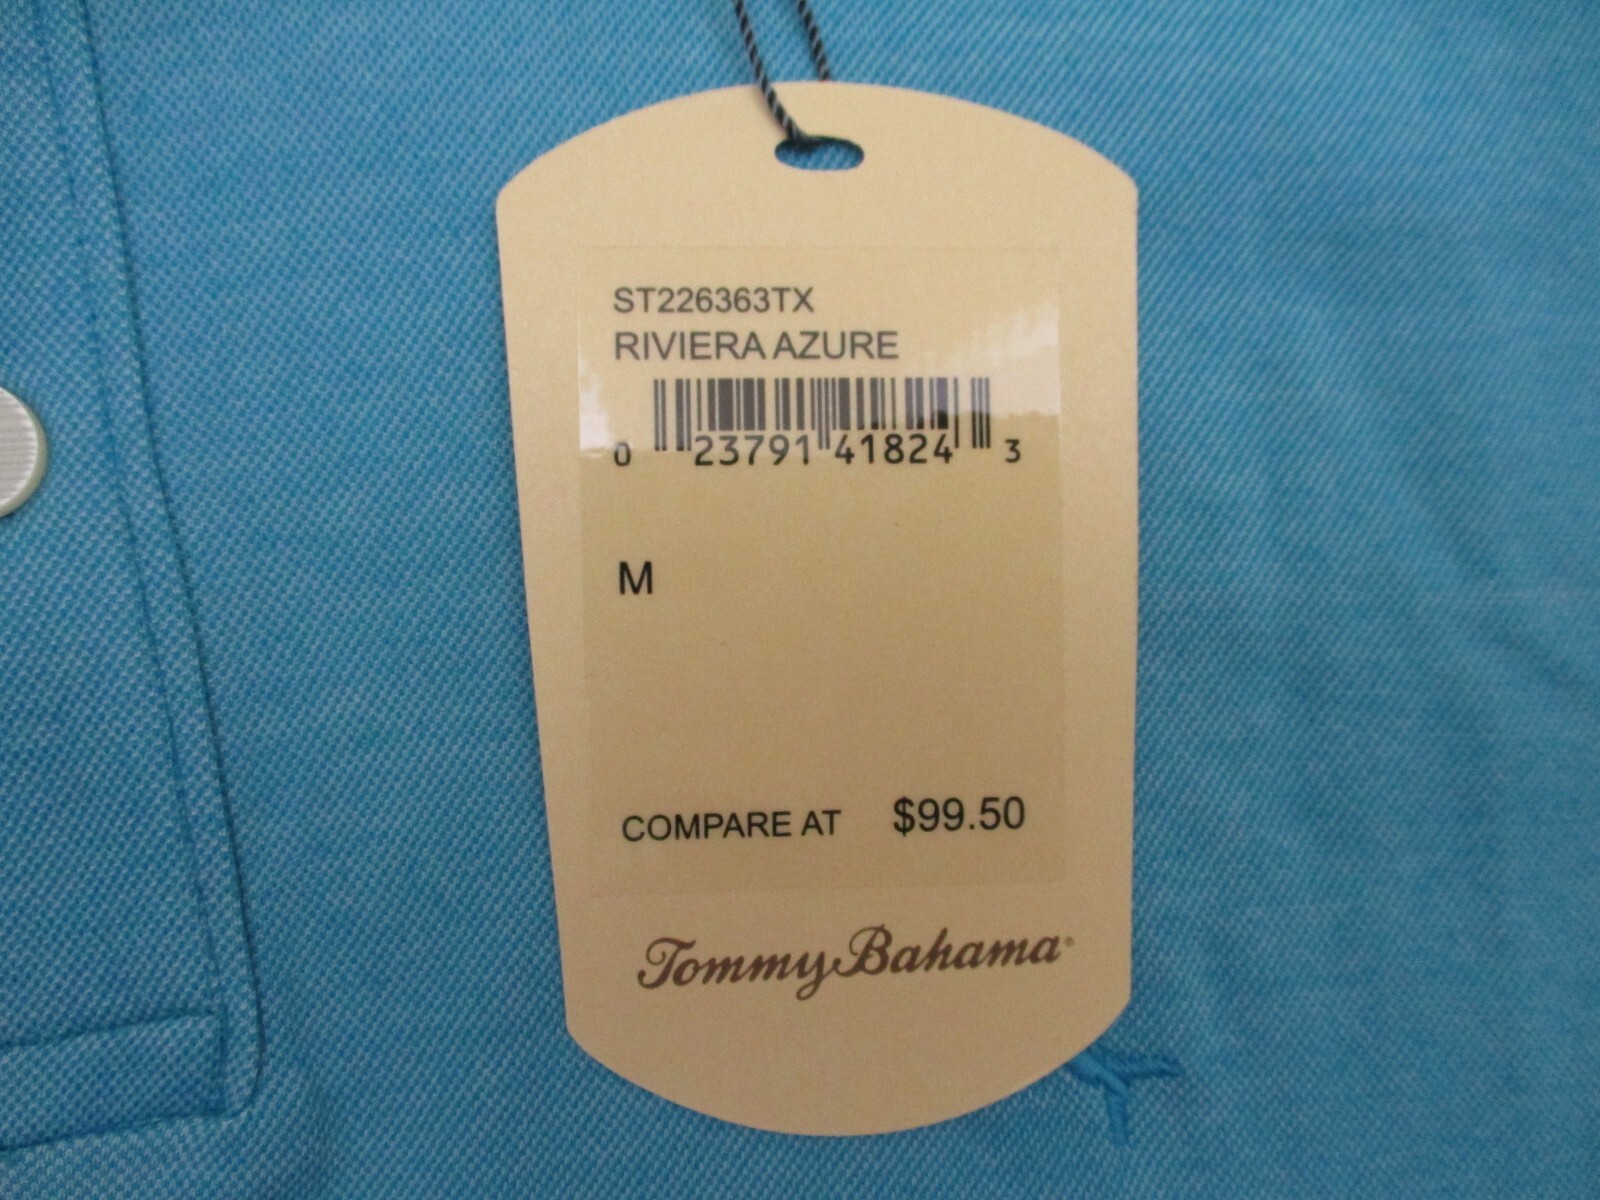 ST226363TX
RIVIERA AZURE
0 23791 41824 3
M
COMPARE AT $99.50
Tommy Bahama®